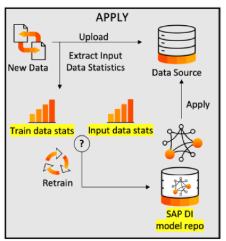 APPLY
Upload
New Data
Extract Input
Data Statistics
Data Source
Apply
Train data stats
Input data stats
?
Retrain
SAP DI
model repo